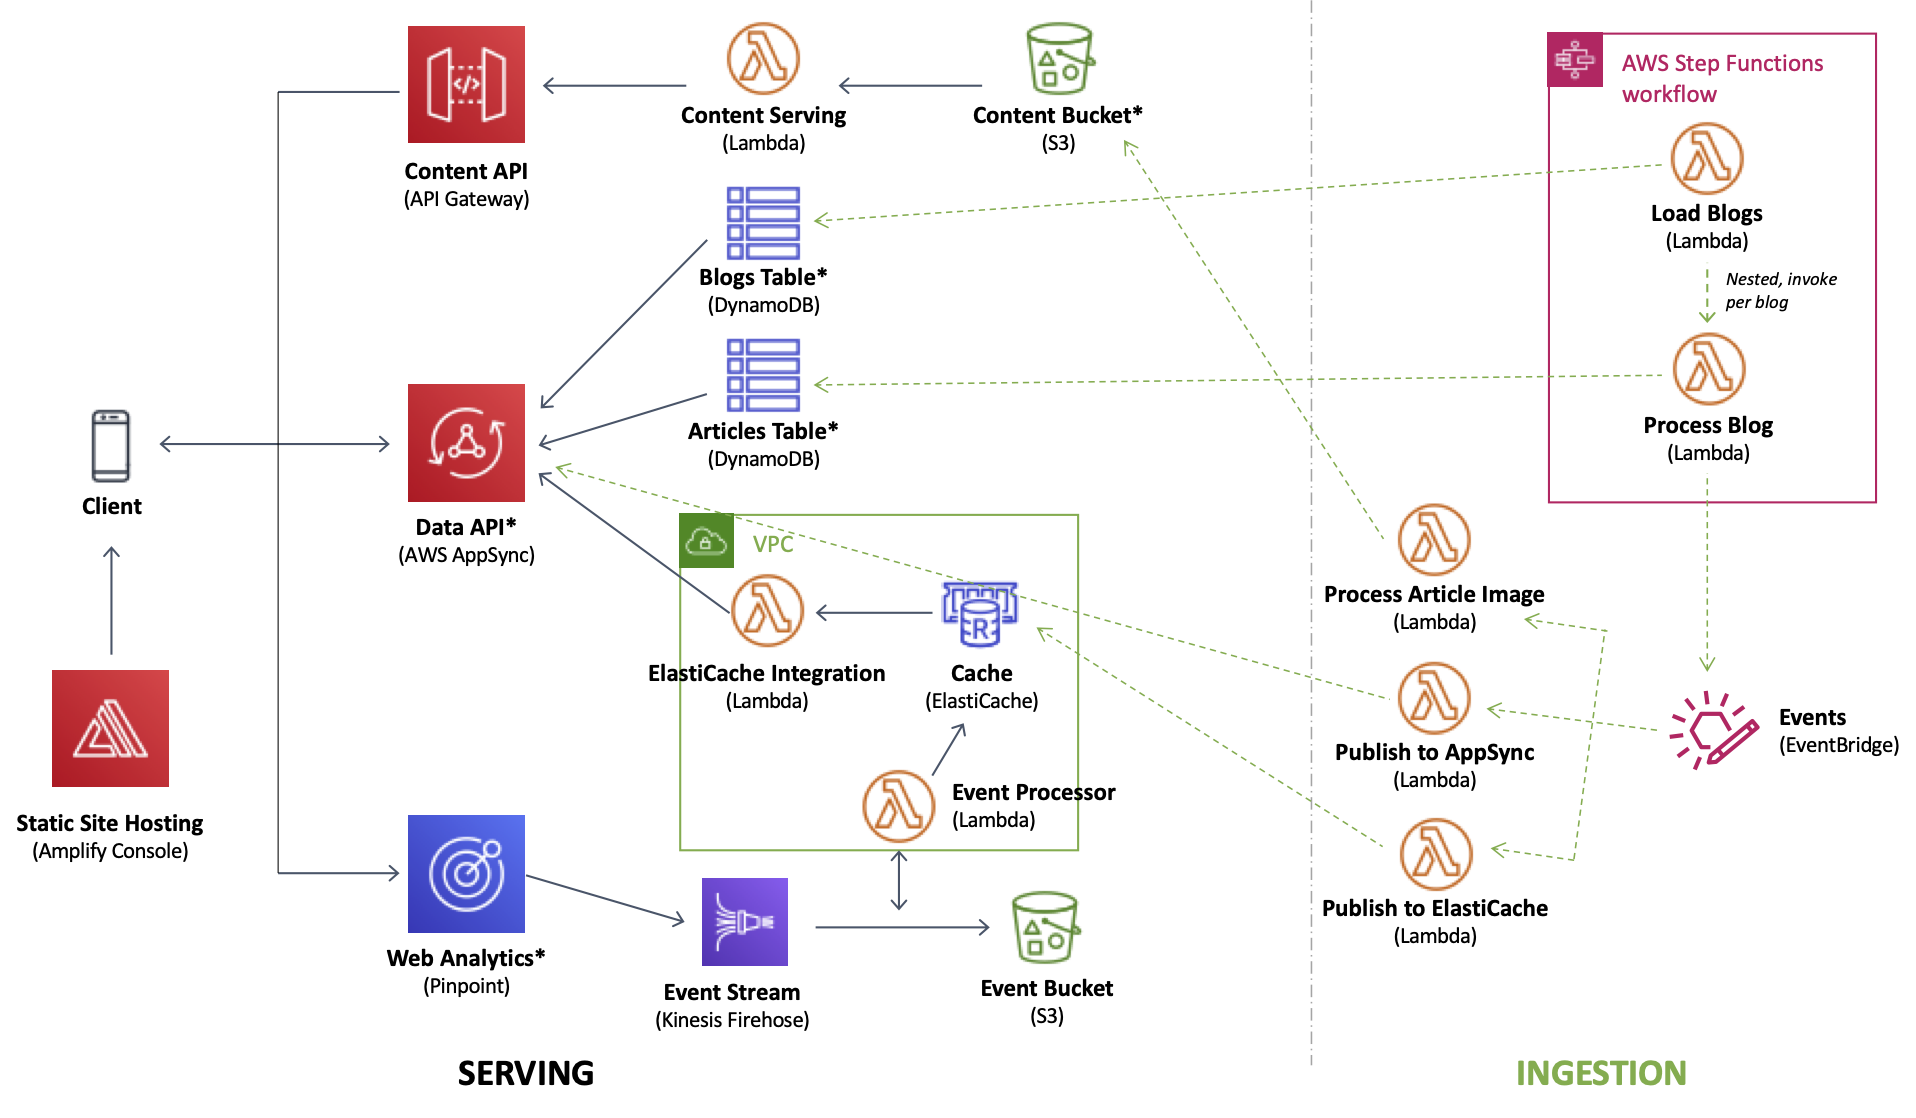 AWS Step Functions
workflow
Content Serving
(Lambda)
Content Bucket*
(S3)
Content API
(API Gateway)
Load Blogs
(Lambda)
Nested, invoke
per blog
Blogs Table*
(DynamoDB)
Articles Table*
(DynamoDB)
Process Blog
(Lambda)
Client
Data API*
(AWS AppSync)
VPC
Process Article Image
(Lambda)
ElastiCache Integration
(Lambda)
Cache
(ElastiCache)
R
Publish to AppSync
(Lambda)
Events
(EventBridge)
Event Processor
(Lambda)
Static Site Hosting
(Amplify Console)
Publish to ElastiCache
(Lambda)
Web Analytics*
(Pinpoint)
Event Stream
(Kinesis Firehose)
Event Bucket
(S3)
SERVING
INGESTION